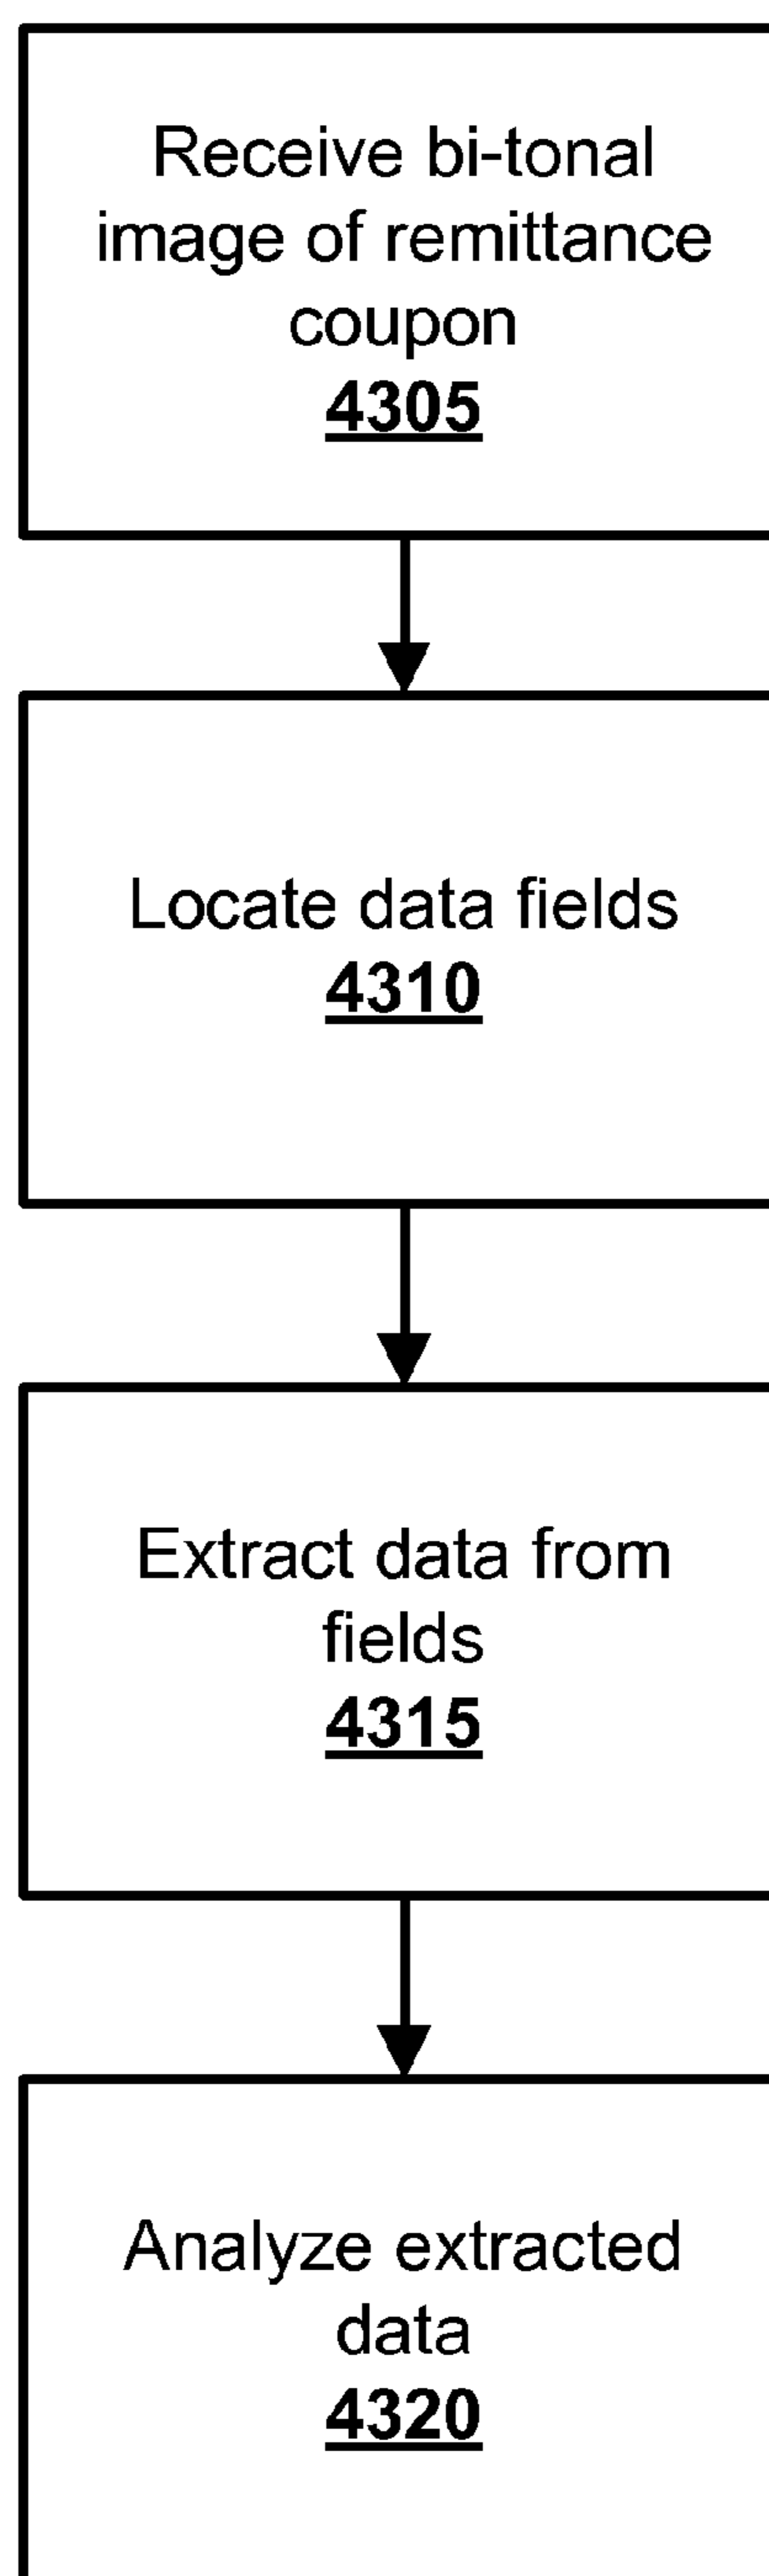 Receive bi-tonal
image of remittance
coupon
4305
Locate data fields
4310
Extract data from
fields
4315
Analyze extracted
data
4320